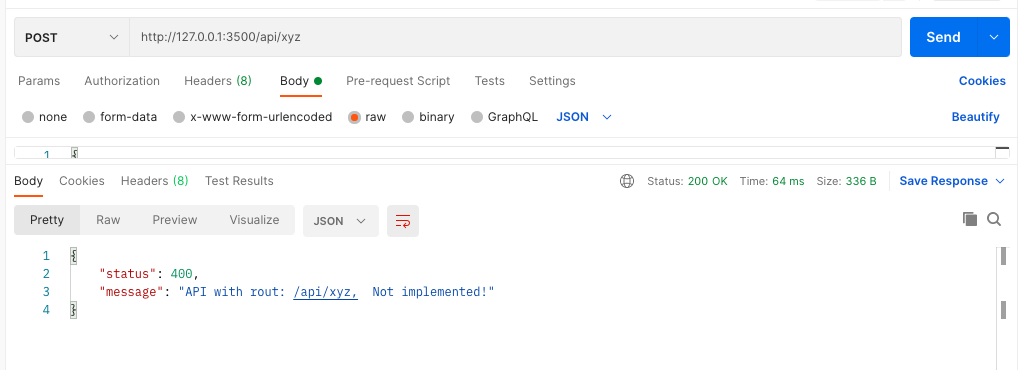 POST http://127.0.0.1:3500/api/xyz Send
Params Authorization Headers (8) Body Pre-request Script Tests Settings Cookies
none form-data x-www-form-urlencoded raw binary GraphQL JSON Beautify
1 {
Body Cookies Headers (8) Test Results Status: 200 OK Time: 64 ms Size: 336 B Save Response
Pretty Raw Preview Visualize JSON
1 {
2 "status": 400,
3 "message": "API with rout: /api/xyz,  Not implemented!"
4 }